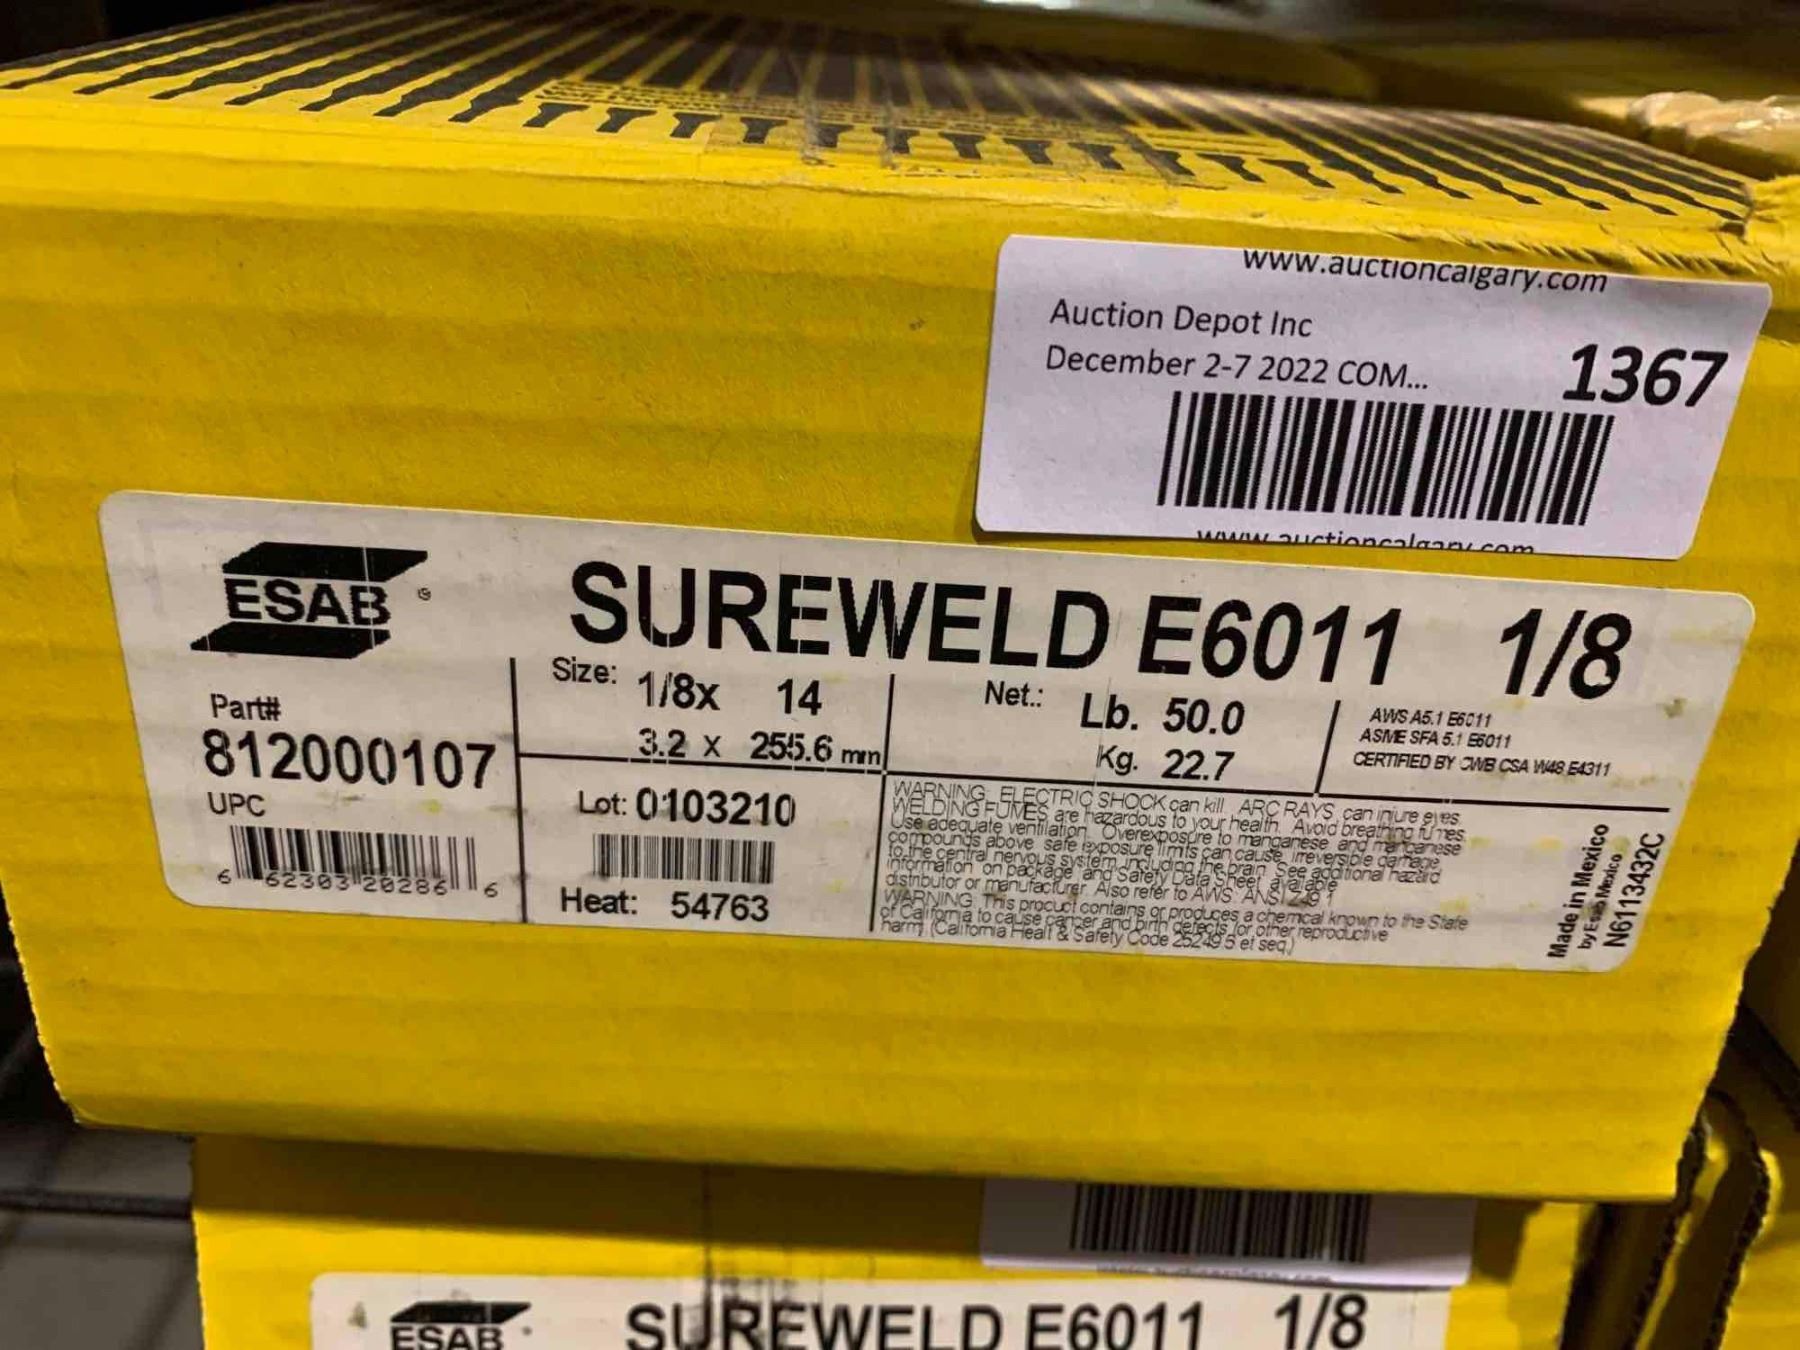 www.auctioncalgary.com
Auction Depot Inc
December 2-7 2022 COM...
1367
www.auctioncalgary.com
ESAB
SUREWELD E6011 1/8
Part#
812000107
UPC
6 62303 20286 6
Size: 1/8x 14
3.2 x 255.6 mm
Lot: 0103210
Heat: 54763
Net.: Lb. 50.0
Kg. 22.7
AWS A5.1 E6011
ASME SFA 5.1 E6011
CERTIFIED BY CWB CSA W48 E4311
WARNING. ELECTRIC SHOCK can kill. ARC RAYS can injure eyes.
WELDING FUMES are hazardous to your health. Avoid breathing fumes.
Use adequate ventilation. Overexposure to manganese and manganese
compounds above safe exposure limits can cause irreversible damage
to the central nervous system, including the brain. See additional hazard
information on package and Safety Data Sheet, available
distributor or manufacturer. Also refer to AWS. ANSI Z49.1
WARNING. This product contains or produces a chemical known to the State
of California to cause cancer and birth defects (or other reproductive
harm) (California Healt & Safety Code 25249.5 et seq.)
Made in Mexico
by Esab Mexico
N6113432C
ESAB
SUREWELD E6011 1/8